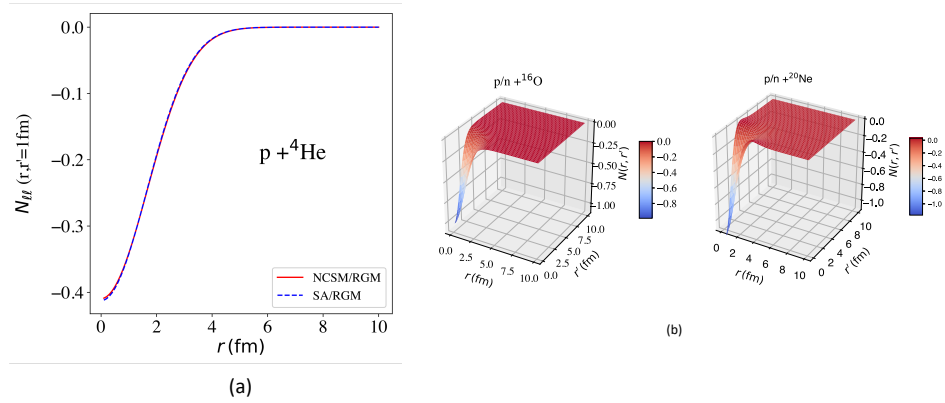 0.0
−0.1
−0.2
−0.3
−0.4
N_{ℓℓ} (r,r'=1fm)
p +⁴He
NCSM/RGM
SA/RGM
0 2 4 6 8 10
r (fm)
(a)
p/n +¹⁶O
0.00
−0.25
−0.50
−0.75
−1.00
N(r, r′)
0.0 2.5 5.0 7.5 10.0
r (fm)
0.0 2.5 5.0 7.5 10.0
r′ (fm)
0.0
−0.2
−0.4
−0.6
−0.8
p/n +²⁰Ne
0.0
−0.2
−0.4
−0.6
−0.8
−1.0
N(r, r′)
0 2 4 6 8 10
r (fm)
0 2 4 6 8 10
r′ (fm)
0.0
−0.2
−0.4
−0.6
−0.8
−1.0
(b)